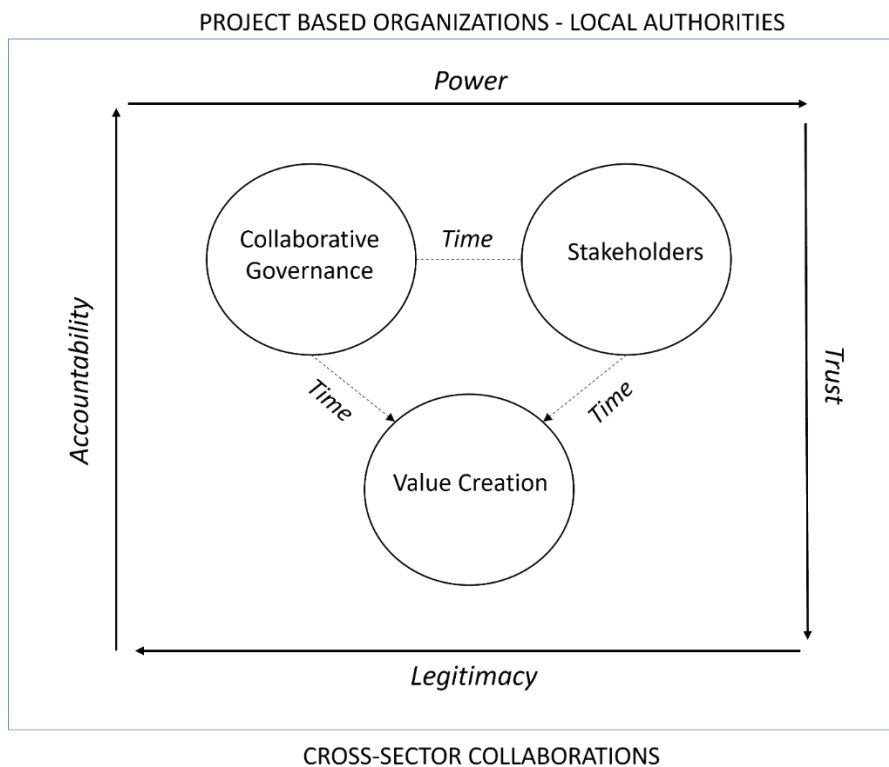 PROJECT BASED ORGANIZATIONS - LOCAL AUTHORITIES
Power
Collaborative
Governance
Time
Stakeholders
Accountability
Trust
Time
Time
Value Creation
Legitimacy
CROSS-SECTOR COLLABORATIONS